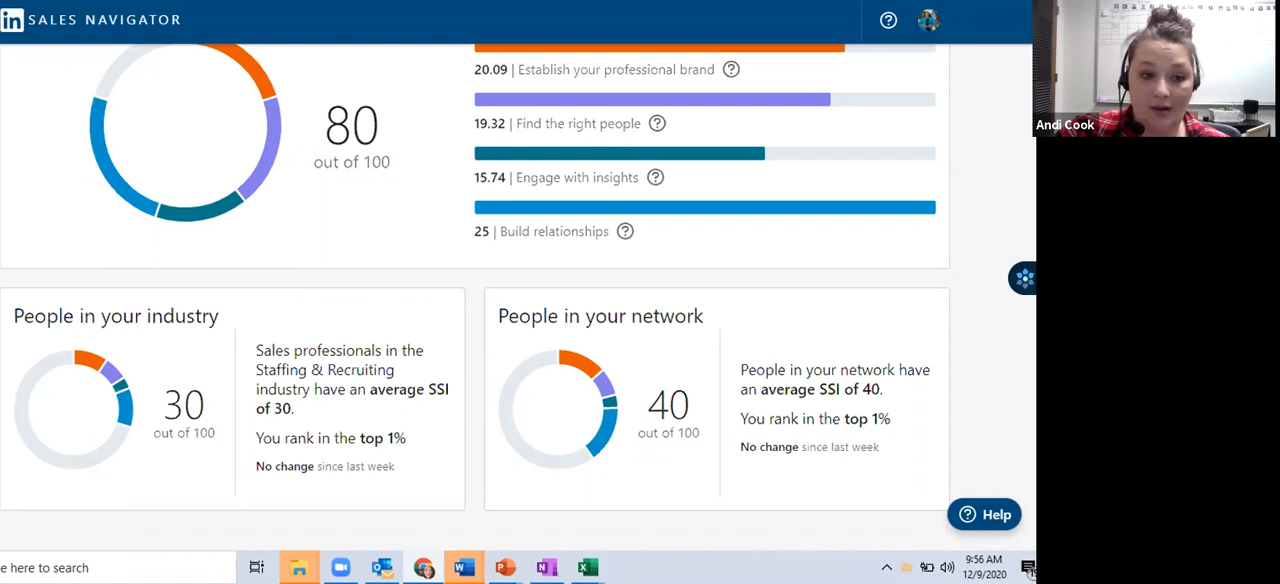 in SALES NAVIGATOR
Andi Cook
80
out of 100
20.09 | Establish your professional brand ?
19.32 | Find the right people ?
15.74 | Engage with insights ?
25 | Build relationships ?
People in your industry
30
out of 100
Sales professionals in the
Staffing & Recruiting
industry have an average SSI
of 30.
You rank in the top 1%
No change since last week
People in your network
40
out of 100
People in your network have
an average SSI of 40.
You rank in the top 1%
No change since last week
? Help
e here to search
9:56 AM
12/9/2020